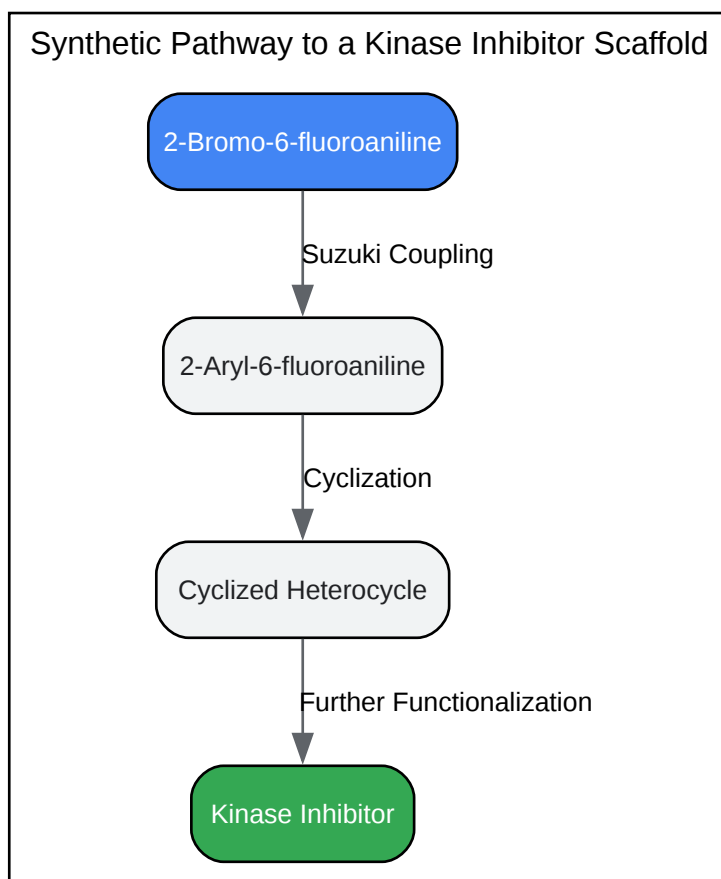 Synthetic Pathway to a Kinase Inhibitor Scaffold
2-Bromo-6-fluoroaniline
Suzuki Coupling
2-Aryl-6-fluoroaniline
Cyclization
Cyclized Heterocycle
Further Functionalization
Kinase Inhibitor